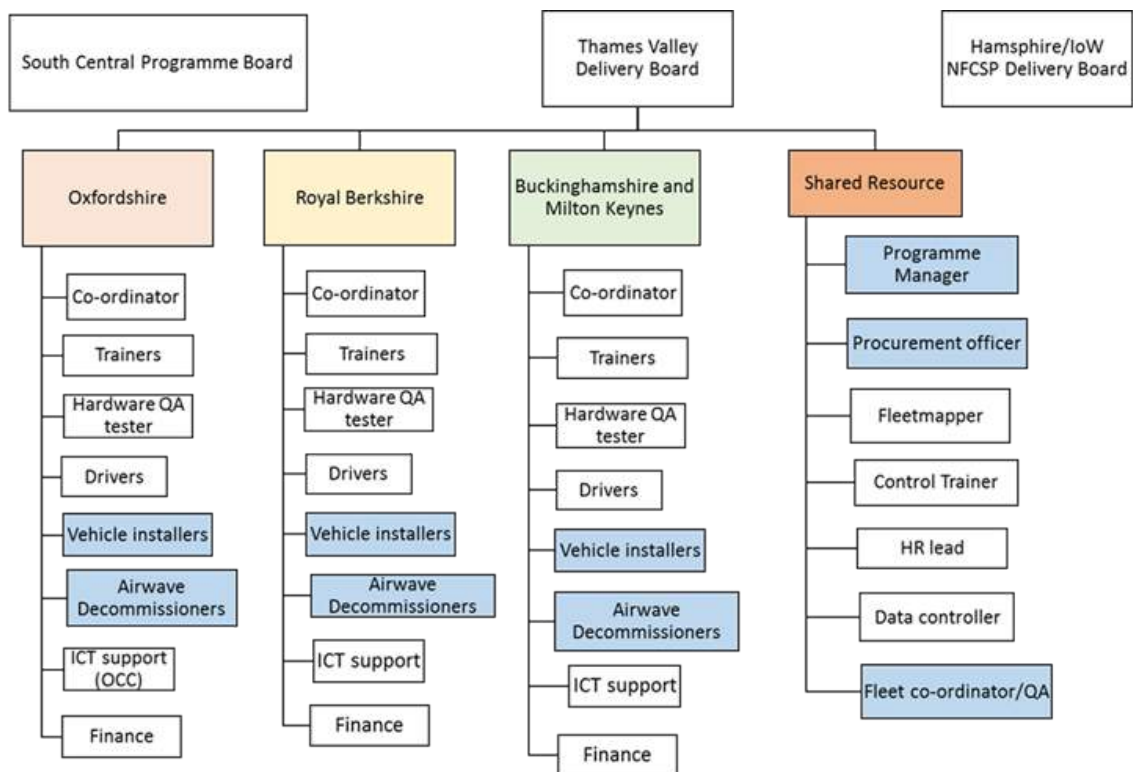 South Central Programme Board
Thames Valley
Delivery Board
Hamsphire/IoW
NFCSP Delivery Board
Oxfordshire
Co-ordinator
Trainers
Hardware QA
tester
Drivers
Vehicle installers
Airwave
Decommissioners
ICT support
(OCC)
Finance
Royal Berkshire
Co-ordinator
Trainers
Hardware QA
tester
Drivers
Vehicle installers
Airwave
Decommissioners
ICT support
Finance
Buckinghamshire and
Milton Keynes
Co-ordinator
Trainers
Hardware QA
tester
Drivers
Vehicle installers
Airwave
Decommissioners
ICT support
Finance
Shared Resource
Programme
Manager
Procurement officer
Fleetmapper
Control Trainer
HR lead
Data controller
Fleet co-ordinator/QA